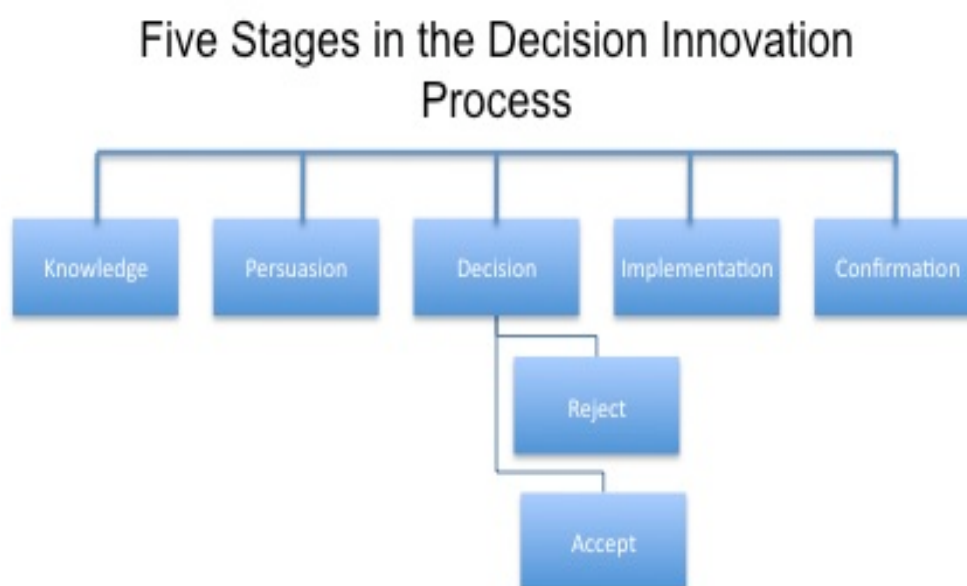 Five Stages in the Decision Innovation
Process
Knowledge
Persuasion
Decision
Implementation
Confirmation
Reject
Accept